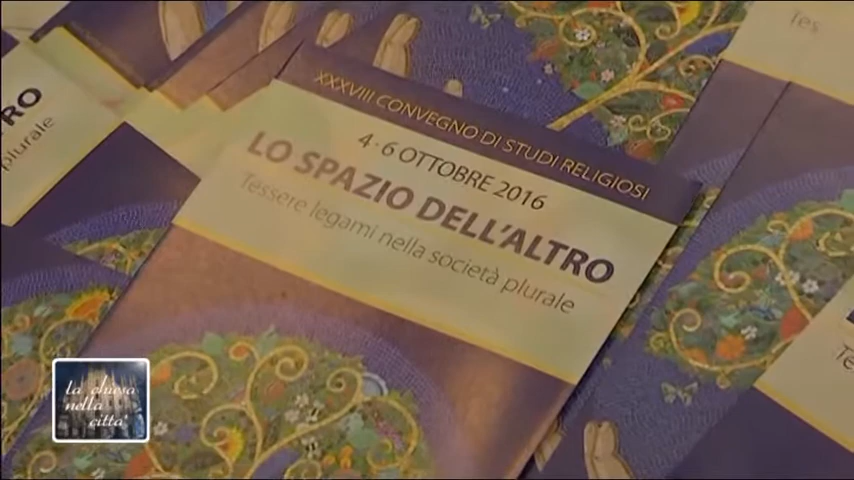 XXXVIII CONVEGNO DI STUDI RELIGIOSI
4 - 6 OTTOBRE 2016
LO SPAZIO DELL'ALTRO
Tessere legami nella società plurale
plurale
la chiesa
nella
città